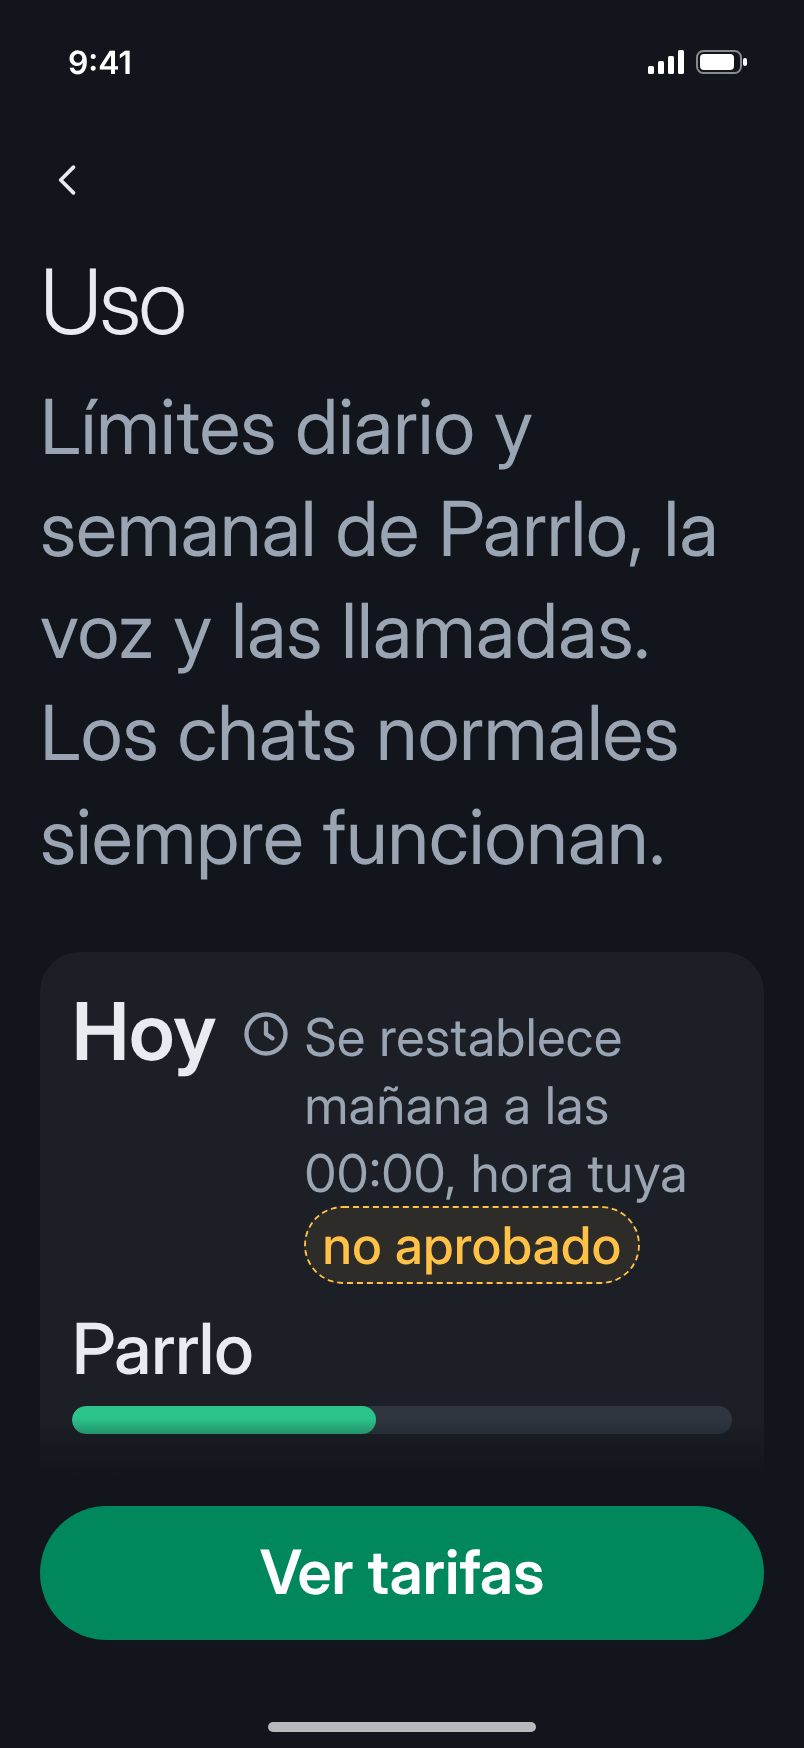 9:41
Uso
Límites diario y
semanal de Parrlo, la
voz y las llamadas.
Los chats normales
siempre funcionan.
Hoy
Se restablece
mañana a las
00:00, hora tuya
no aprobado
Parrlo
Ver tarifas